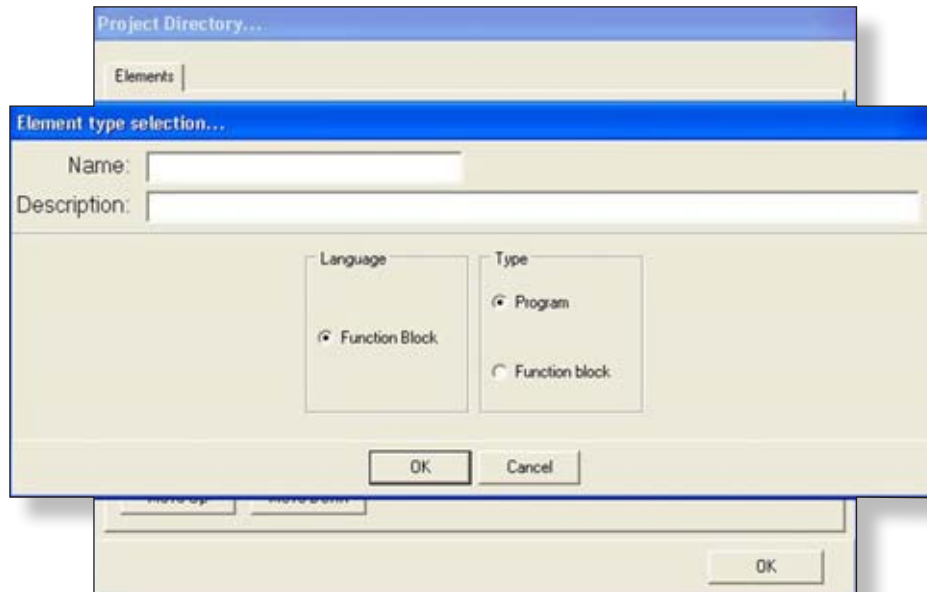 Project Directory...
Elements
Element type selection...
Name:
Description:
Language
Type
Program
Function Block
Function block
OK
Cancel
OK